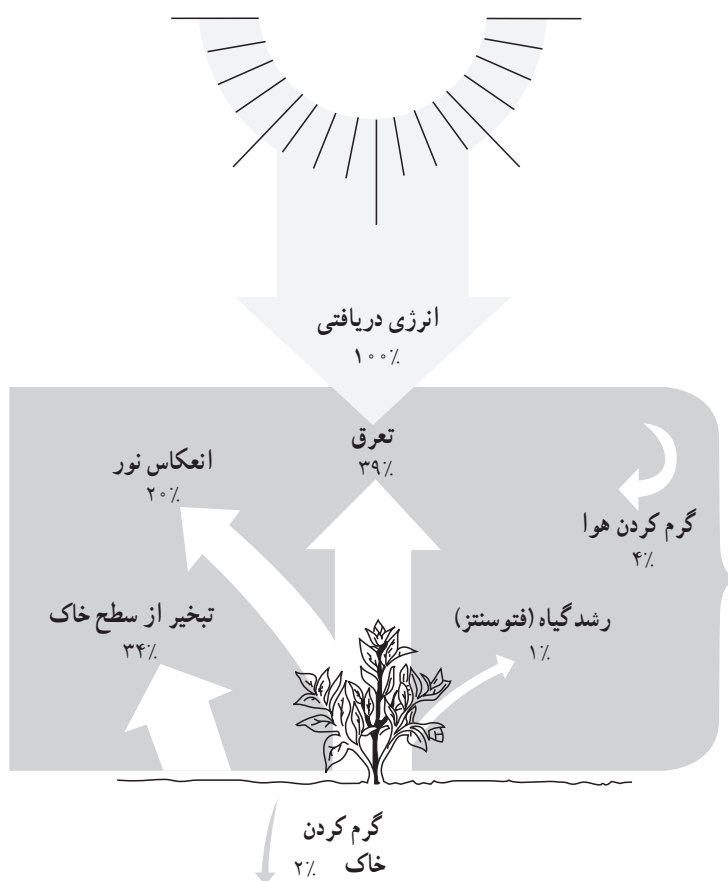 انرژی دریافتی
۱۰۰٪
تعرق
۳۹٪
انعکاس نور
۲۰٪
گرم کردن هوا
۴٪
تبخیر از سطح خاک
۳۴٪
رشد گیاه (فتوسنتز)
۱٪
گرم کردن
خاک ۲٪